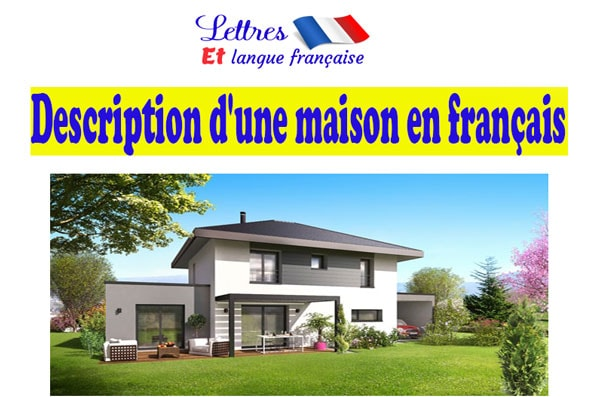 Lettres
Et langue française
Description d'une maison en français